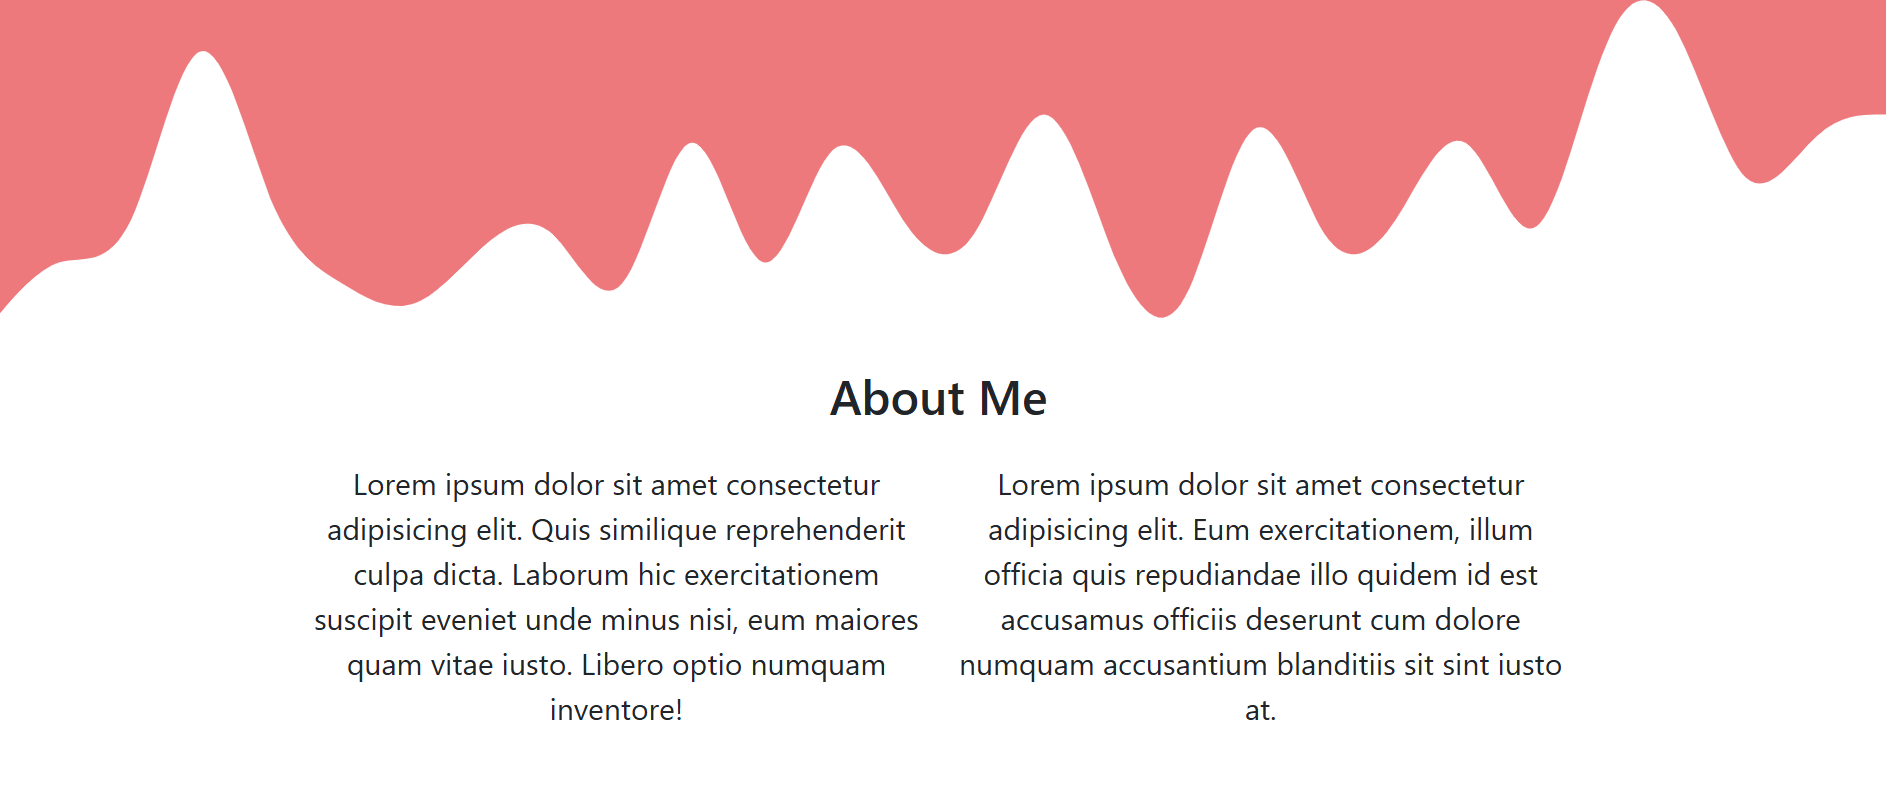 About Me
Lorem ipsum dolor sit amet consectetur
adipisicing elit. Quis similique reprehenderit
culpa dicta. Laborum hic exercitationem
suscipit eveniet unde minus nisi, eum maiores
quam vitae iusto. Libero optio numquam
inventore!
Lorem ipsum dolor sit amet consectetur
adipisicing elit. Eum exercitationem, illum
officia quis repudiandae illo quidem id est
accusamus officiis deserunt cum dolore
numquam accusantium blanditiis sit sint iusto
at.